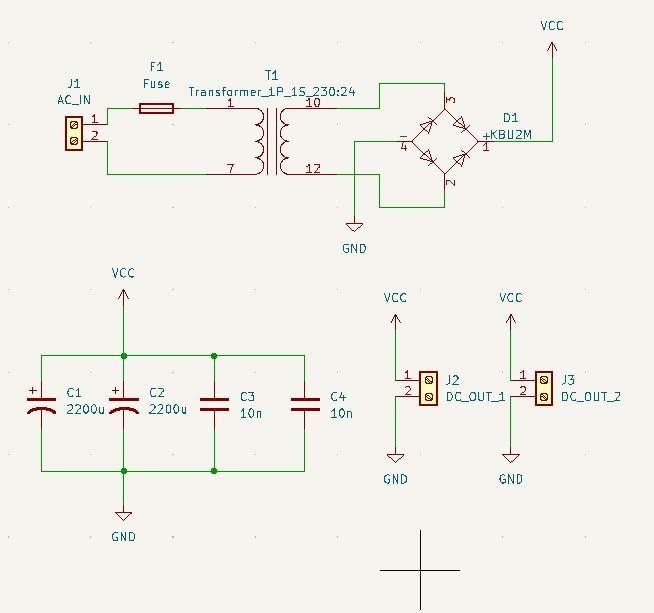 VCC
F1
Fuse
J1
AC_IN
1
2
T1
Transformer_1P_1S_230:24
1
10
7
12
3
D1
KBU2M
+
1
-
4
2
GND
VCC
VCC
VCC
+
C1
2200u
+
C2
2200u
C3
10n
C4
10n
1
2
J2
DC_OUT_1
1
2
J3
DC_OUT_2
GND
GND
GND